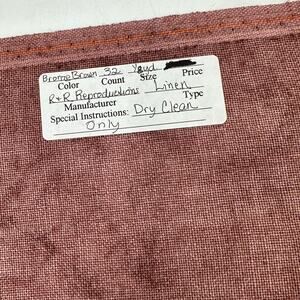 Bromo Brown 32 Yard
Color Count Size Price
R & R Reproductions Linen
Manufacturer Type
Special Instructions: Dry Clean
Only